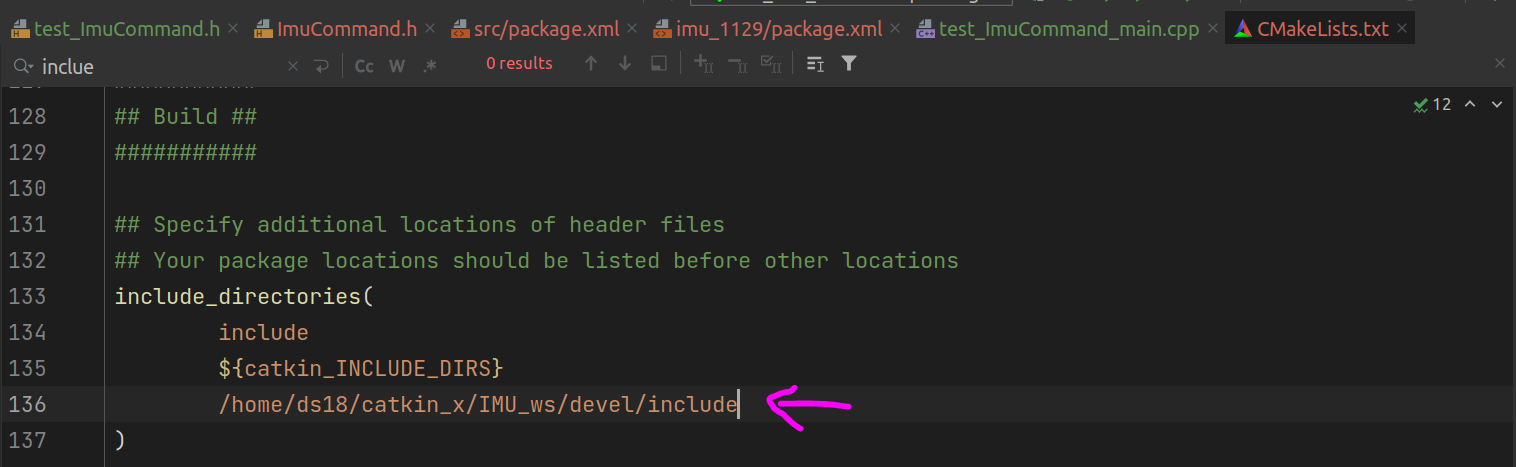 test_ImuCommand.h ImuCommand.h src/package.xml imu_1129/package.xml test_ImuCommand_main.cpp CMakeLists.txt
inclue Cc W .* 0 results
128 ## Build ##
12
129 ###########
130
131 ## Specify additional locations of header files
132 ## Your package locations should be listed before other locations
133 include_directories(
134 include
135 ${catkin_INCLUDE_DIRS}
136 /home/ds18/catkin_x/IMU_ws/devel/include
137 )